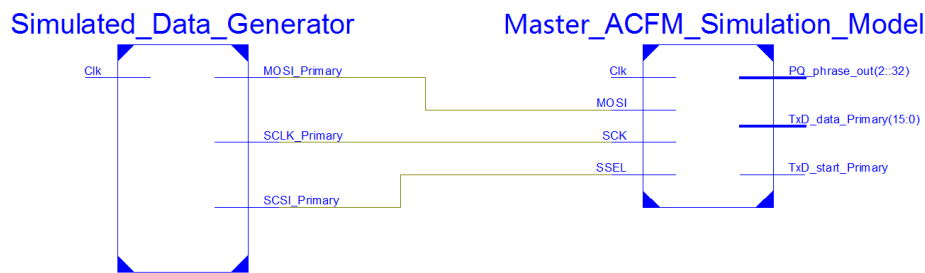 Simulated_Data_Generator
Master_ACFM_Simulation_Model
Clk
MOSI_Primary
SCLK_Primary
SCSI_Primary
Clk
MOSI
SCK
SSEL
PQ_phrase_out(2::32)
TxD_data_Primary(15:0)
TxD_start_Primary